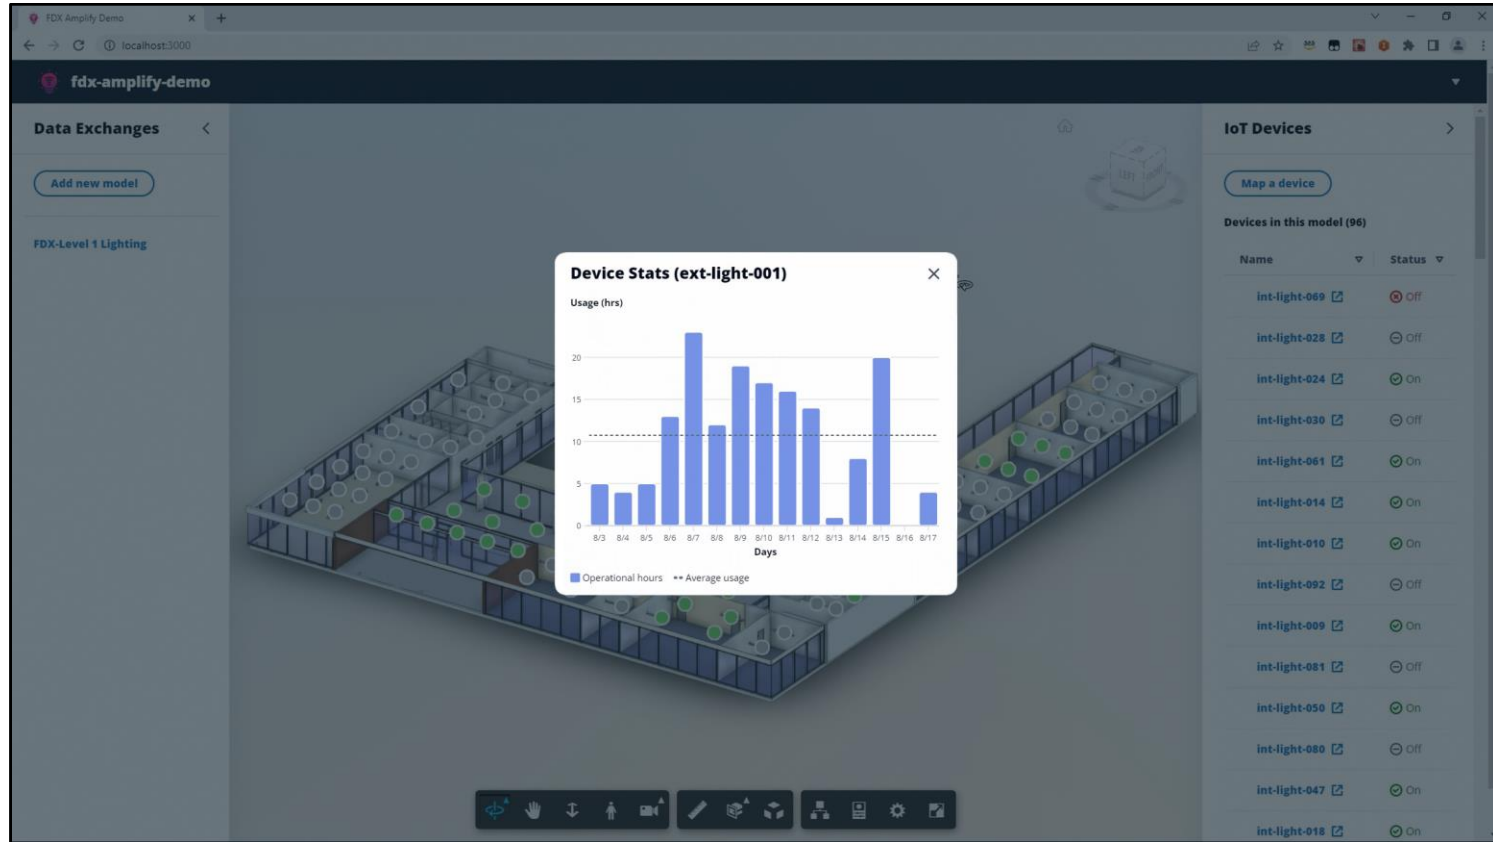 FDX Amplify Demo
localhost:3000
fdx-amplify-demo
Data Exchanges
Add new model
FDX-Level 1 Lighting
LEFT
Device Stats (ext-light-001)
Usage (hrs)
20
15
10
5
0
8/3 8/4 8/5 8/6 8/7 8/8 8/9 8/10 8/11 8/12 8/13 8/14 8/15 8/16 8/17
Days
Operational hours Average usage
IoT Devices
Map a device
Devices in this model (96)
Name Status
int-light-069 Off
int-light-028 Off
int-light-024 On
int-light-030 Off
int-light-061 On
int-light-014 On
int-light-010 On
int-light-092 Off
int-light-009 On
int-light-081 Off
int-light-050 On
int-light-080 Off
int-light-047 On
int-light-018 On